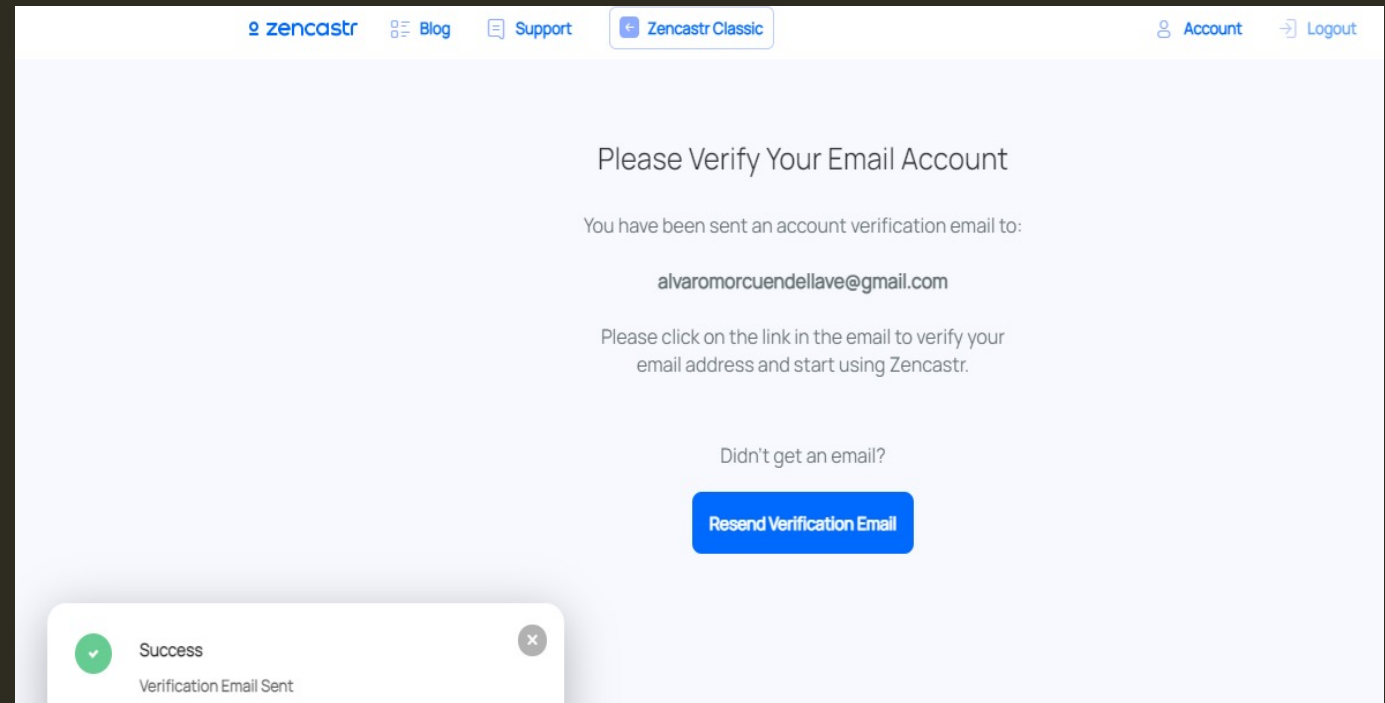 zencastr Blog Support Zencastr Classic Account Logout
Please Verify Your Email Account
You have been sent an account verification email to:
alvaromorcuendellave@gmail.com
Please click on the link in the email to verify your
email address and start using Zencastr.
Didn't get an email?
Resend Verification Email
Success
Verification Email Sent